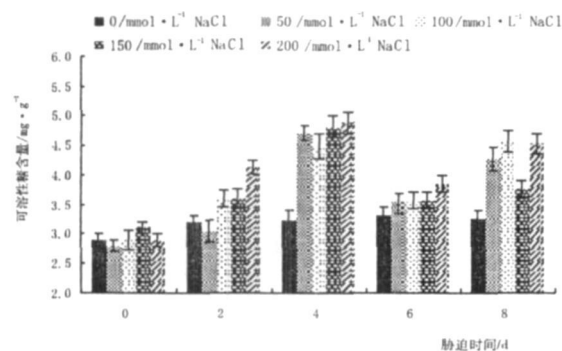 0/mmol·L⁻¹ NaCl 50/mmol·L⁻¹ NaCl 100/mmol·L⁻¹ NaCl
150/mmol·L⁻¹ NaCl 200/mmol·L⁻¹ NaCl
可溶性糖含量/mg·g⁻¹
6.0
5.5
5.0
4.5
4.0
3.5
3.0
2.5
2.0
0 2 4 6 8
胁迫时间/d